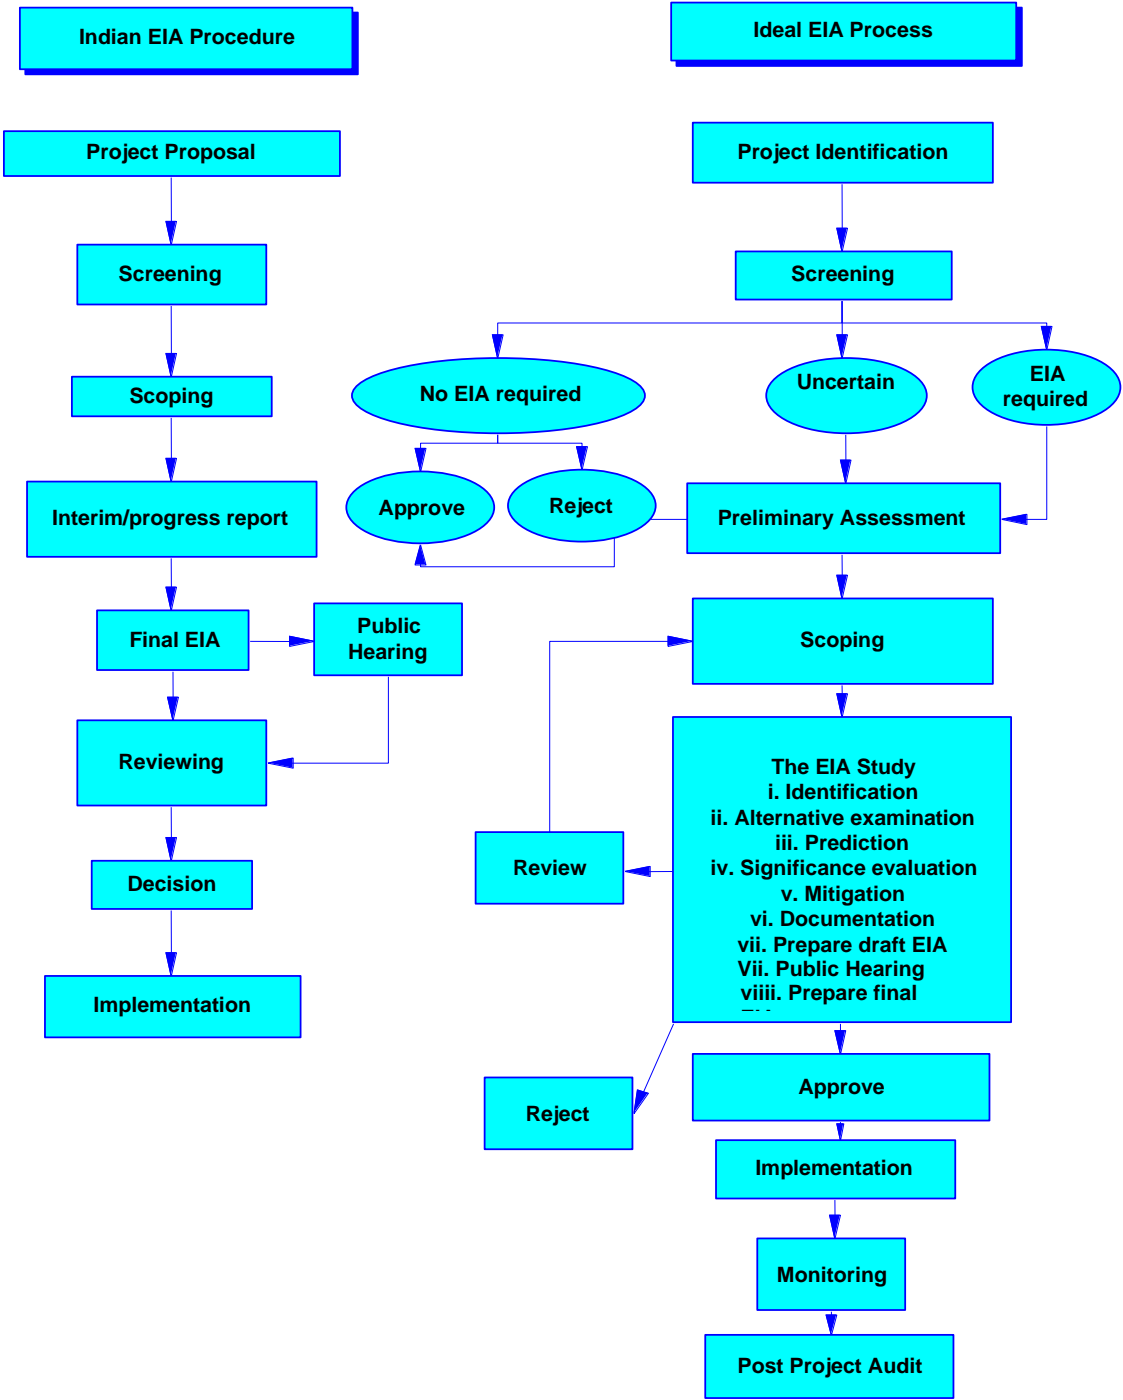 Indian EIA Procedure
Ideal EIA Process
Project Proposal
Screening
Scoping
Interim/progress report
Final EIA
Public
Hearing
Reviewing
Decision
Implementation
Project Identification
Screening
No EIA required
Uncertain
EIA
required
Approve
Reject
Preliminary Assessment
Scoping
The EIA Study
i. Identification
ii. Alternative examination
iii. Prediction
iv. Significance evaluation
v. Mitigation
vi. Documentation
vii. Prepare draft EIA
Vii. Public Hearing
viiii. Prepare final
Review
Reject
Approve
Implementation
Monitoring
Post Project Audit